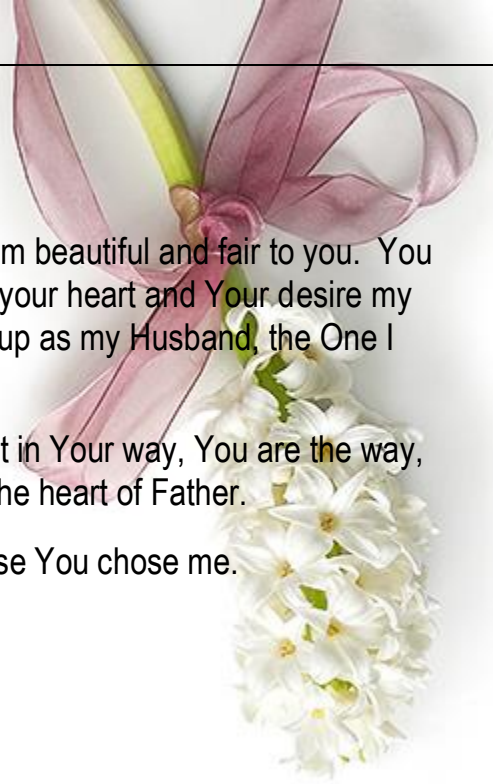 m beautiful and fair to you.  You
your heart and Your desire my
up as my Husband, the One I
t in Your way, You are the way,
he heart of Father.
se You chose me.